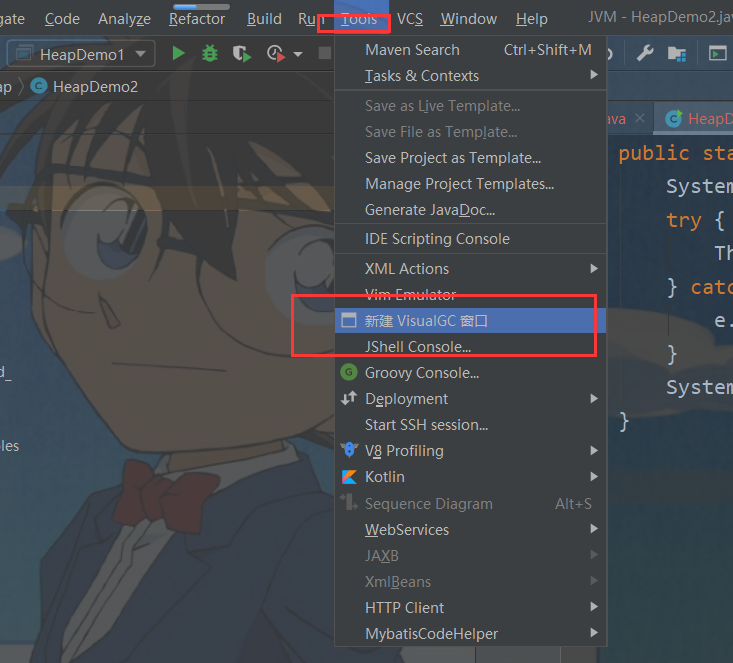 gate Code Analyze Refactor Build Run Tools VCS Window Help JVM - HeapDemo2.jav
HeapDemo1
ap HeapDemo2
Maven Search Ctrl+Shift+M
Tasks & Contexts
Save as Live Template...
Save File as Template...
Save Project as Template...
Manage Project Templates...
Generate JavaDoc...
IDE Scripting Console
XML Actions
Vim Emulator
新建 VisualGC 窗口
JShell Console...
Groovy Console...
Deployment
Start SSH session...
V8 Profiling
Kotlin
Sequence Diagram Alt+S
WebServices
JAXB
XmlBeans
HTTP Client
MybatisCodeHelper
d_
les
ava HeapD
public sta
System
try {
Th
} catc
e.
}
System
}